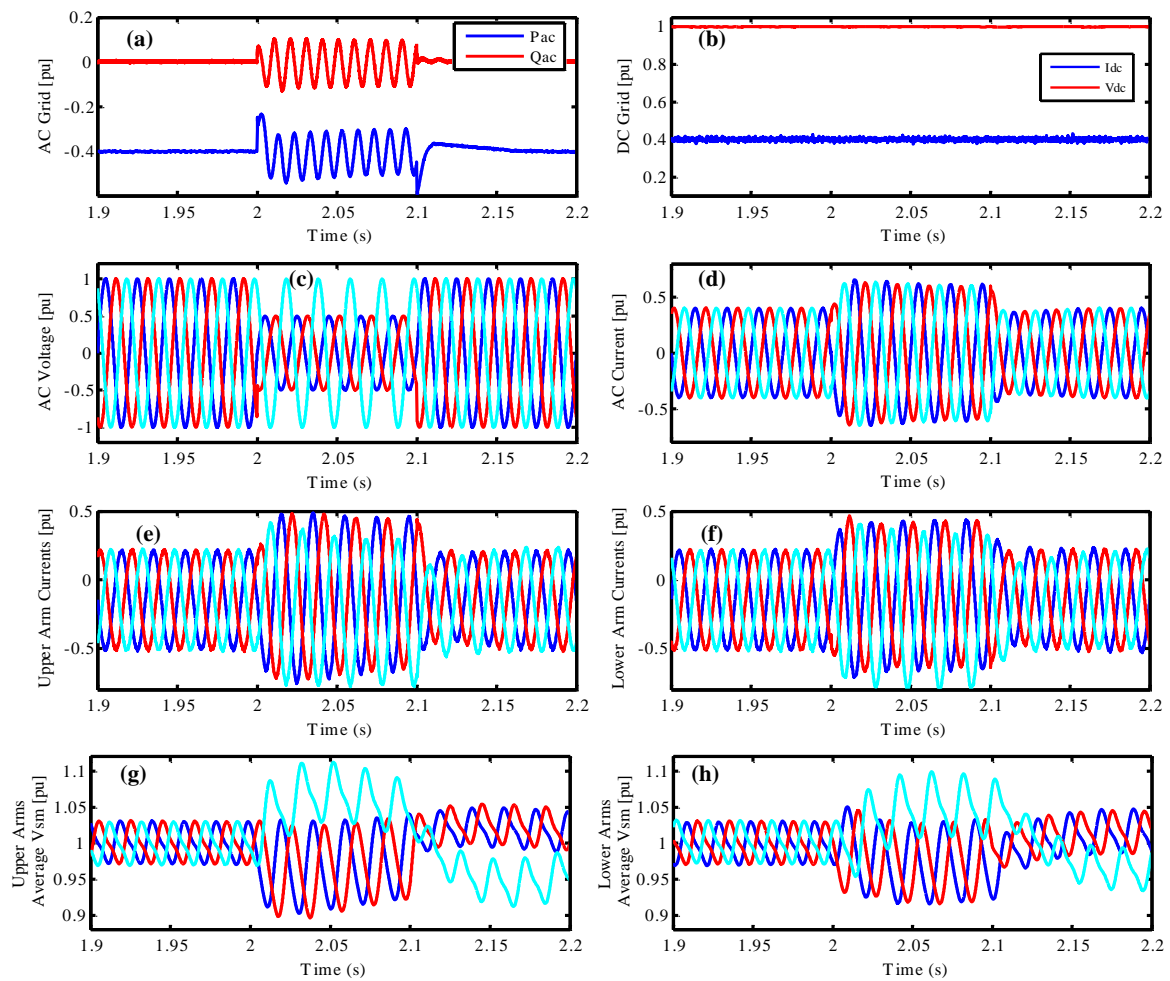 (a)
Pac
Qac
AC Grid [pu]
0.2
0
-0.2
-0.4
1.9 1.95 2 2.05 2.1 2.15 2.2
Time (s)
(b)
Idc
Vdc
DC Grid [pu]
1
0.8
0.6
0.4
0.2
1.9 1.95 2 2.05 2.1 2.15 2.2
Time (s)
(c)
AC Voltage [pu]
1
0.5
0
-0.5
-1
1.9 1.95 2 2.05 2.1 2.15 2.2
Time (s)
(d)
AC Current [pu]
0.5
0
-0.5
1.9 1.95 2 2.05 2.1 2.15 2.2
Time (s)
(e)
Upper Arm Currents [pu]
0.5
0
-0.5
1.9 1.95 2 2.05 2.1 2.15 2.2
Time (s)
(f)
Lower Arm Currents [pu]
0.5
0
-0.5
1.9 1.95 2 2.05 2.1 2.15 2.2
Time (s)
(g)
Upper Arms
Average Vsm [pu]
1.1
1.05
1
0.95
0.9
1.9 1.95 2 2.05 2.1 2.15 2.2
Time (s)
(h)
Lower Arms
Average Vsm [pu]
1.1
1.05
1
0.95
0.9
1.9 1.95 2 2.05 2.1 2.15 2.2
Time (s)